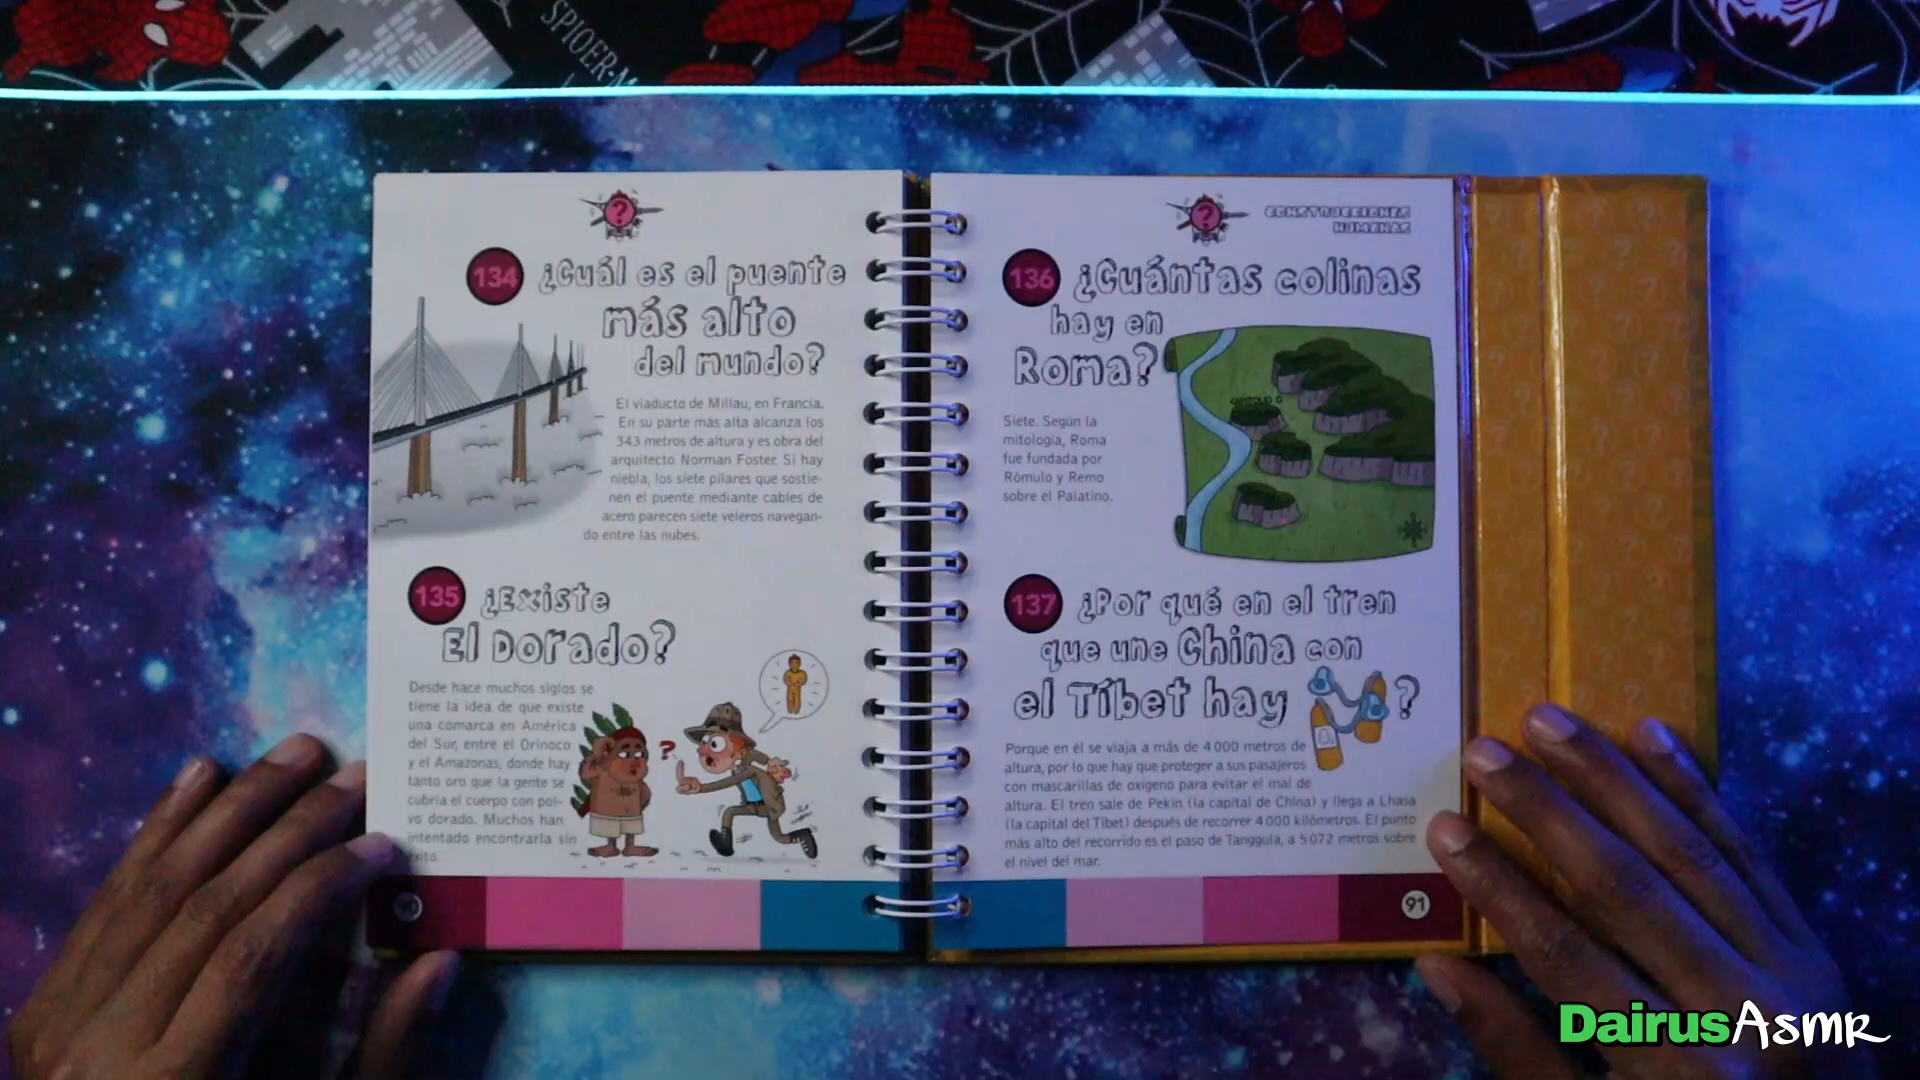 SPIDER-M
134 ¿Cuál es el puente
más alto
del mundo?
El viaducto de Millau, en Francia.
En su parte más alta alcanza los
343 metros de altura y es obra del
arquitecto Norman Foster. Si hay
niebla, los siete pilares que sostie-
nen el puente mediante cables de
acero parecen siete veleros navegan-
do entre las nubes.
135 ¿Existe
El Dorado?
Desde hace muchos siglos se
tiene la idea de que existe
una comarca en América
del Sur, entre el Orinoco
y el Amazonas, donde hay
tanto oro que la gente se
cubría el cuerpo con pol-
vo dorado. Muchos han
intentado encontrarla sin
éxito.
?
90
?
CONSTRUCCIONES
HUMANAS
136 ¿Cuántas colinas
hay en
Roma?
Siete. Según la
mitología, Roma
fue fundada por
Rómulo y Remo
sobre el Palatino.
CAPITOLIO
137 ¿Por qué en el tren
que une China con
el Tíbet hay ?
Porque en él se viaja a más de 4 000 metros de
altura, por lo que hay que proteger a sus pasajeros
con mascarillas de oxígeno para evitar el mal de
altura. El tren sale de Pekín (la capital de China) y llega a Lhasa
(la capital del Tíbet) después de recorrer 4 000 kilómetros. El punto
más alto del recorrido es el paso de Tanggula, a 5 072 metros sobre
el nivel del mar.
91
DairusAsmr